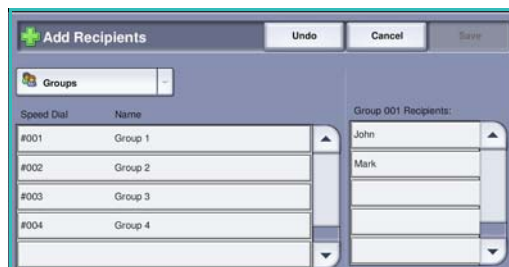 Add Recipients
Undo
Cancel
Save
Groups
Speed Dial Name
Group 001 Recipients:
#001 Group 1
#002 Group 2
#003 Group 3
#004 Group 4
John
Mark